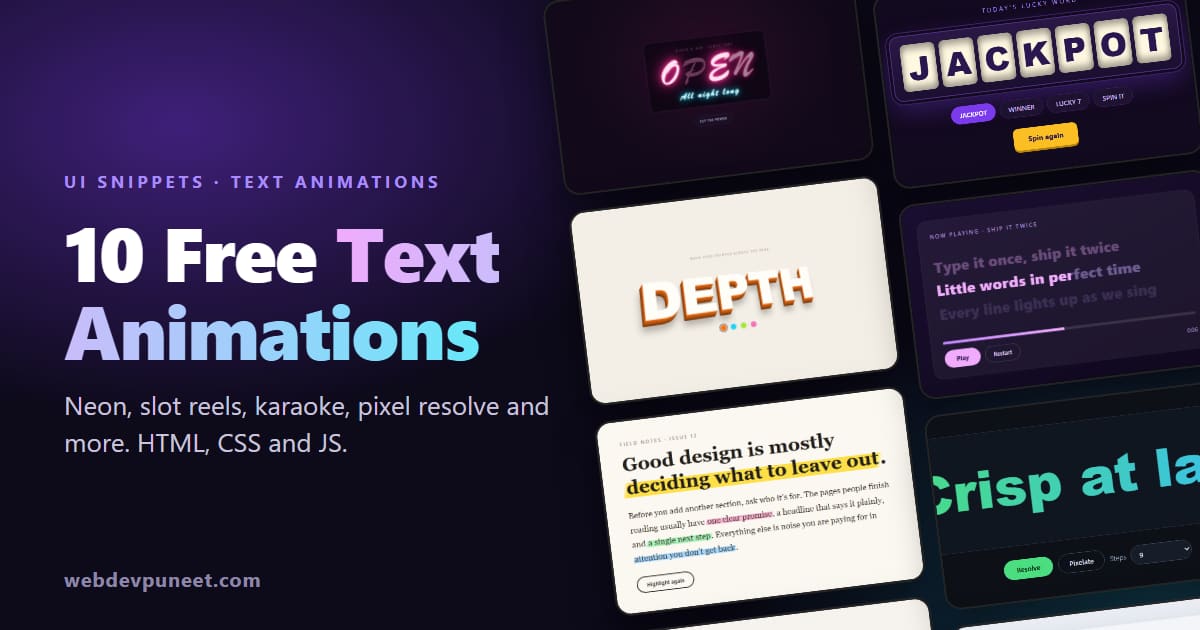 UI SNIPPETS · TEXT ANIMATIONS
10 Free Text
Animations
Neon, slot reels, karaoke, pixel resolve and
more. HTML, CSS and JS.
webdevpuneet.com
OPEN
All night long
CUT THE POWER
TODAY'S LUCKY WORD
JACKPOT
JACKPOT
WINNER
LUCKY 7
SPIN IT
Spin again
DEPTH
NOW PLAYING · SHIP IT TWICE
Type it once, ship it twice
Little words in perfect time
Every line lights up as we sing
Play
Restart
FIELD NOTES · ISSUE 12
Good design is mostly
deciding what to leave out.
Before you add another section, ask who it's for. The pages people finish
reading usually have one clear promise, a headline that says it plainly,
and a single next step. Everything else is noise you are paying for in
attention you don't get back.
Highlight again
Crisp at la
Resolve
Pixelate
Steps
9